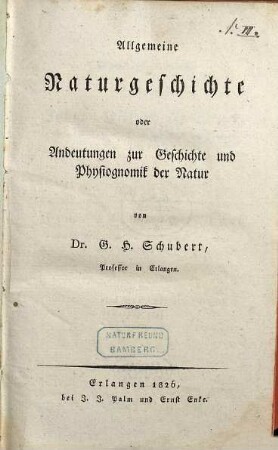 Allgemeine
Naturgeschichte
oder
Andeutungen zur Geschichte und
Physiognomik der Natur
von
Dr. G. H. Schubert,
Professor in Erlangen.
NATURFREUND
BAMBERG.
Erlangen 1826,
bei J. J. Palm und Ernst Enke.